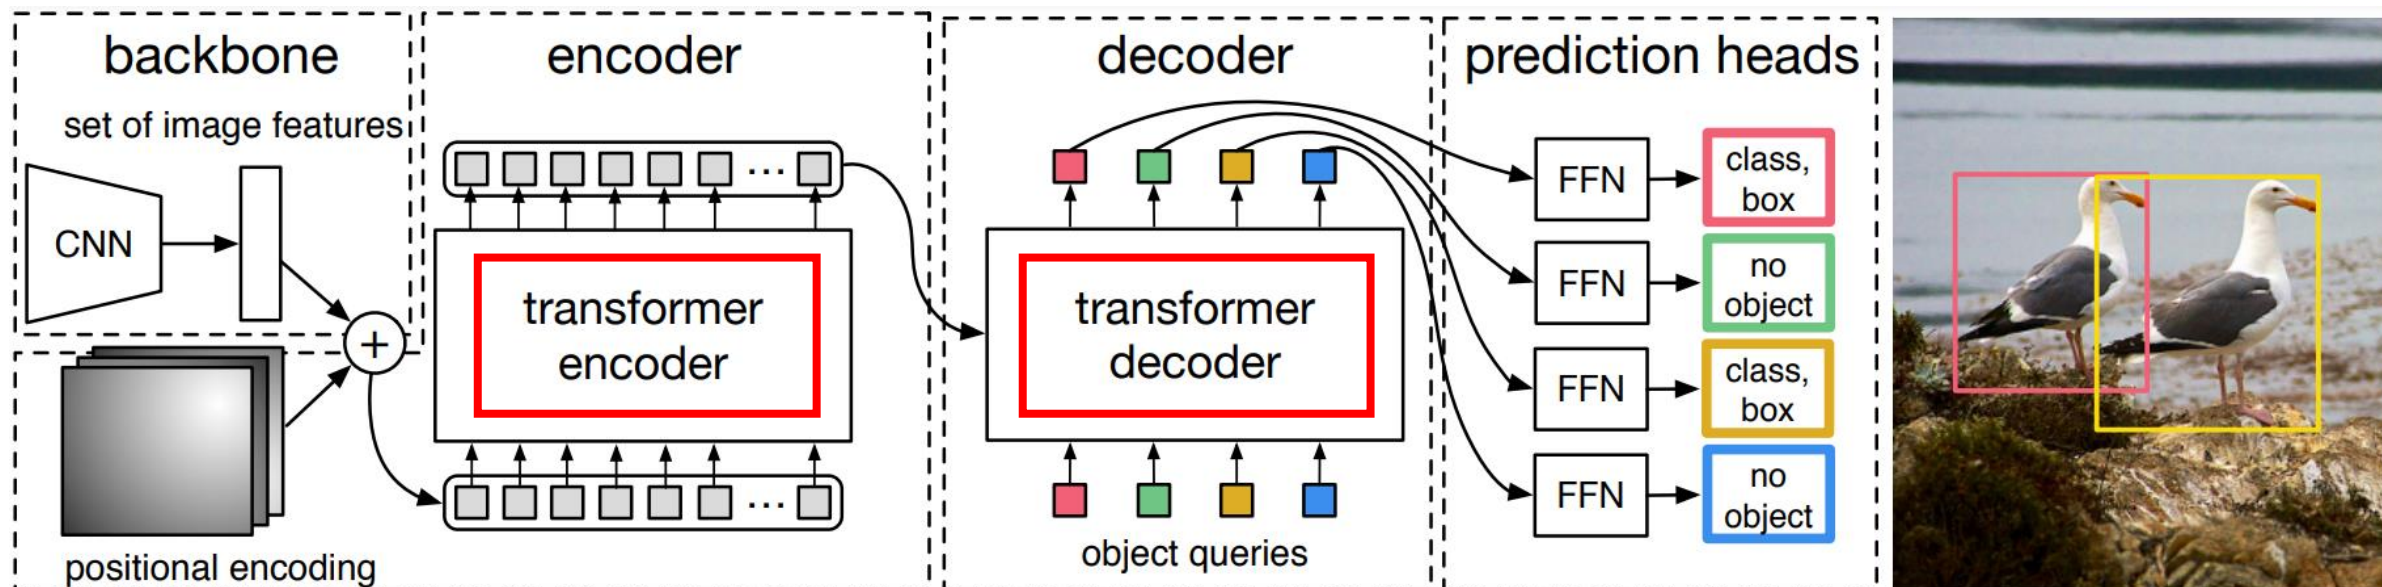 backbone
set of image features
CNN
+
positional encoding
encoder
...
transformer
encoder
...
decoder
transformer
decoder
object queries
prediction heads
FFN
class,
box
FFN
no
object
FFN
class,
box
FFN
no
object